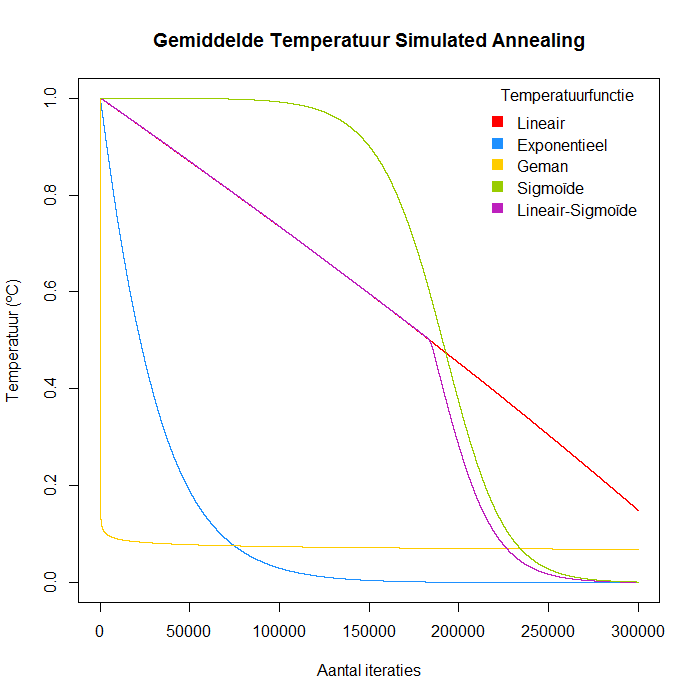 Gemiddelde Temperatuur Simulated Annealing
Temperatuurfunctie
Lineair
Exponentieel
Geman
Sigmoïde
Lineair-Sigmoïde
Temperatuur (ºC)
1.0
0.8
0.6
0.4
0.2
0.0
0 50000 100000 150000 200000 250000 300000
Aantal iteraties